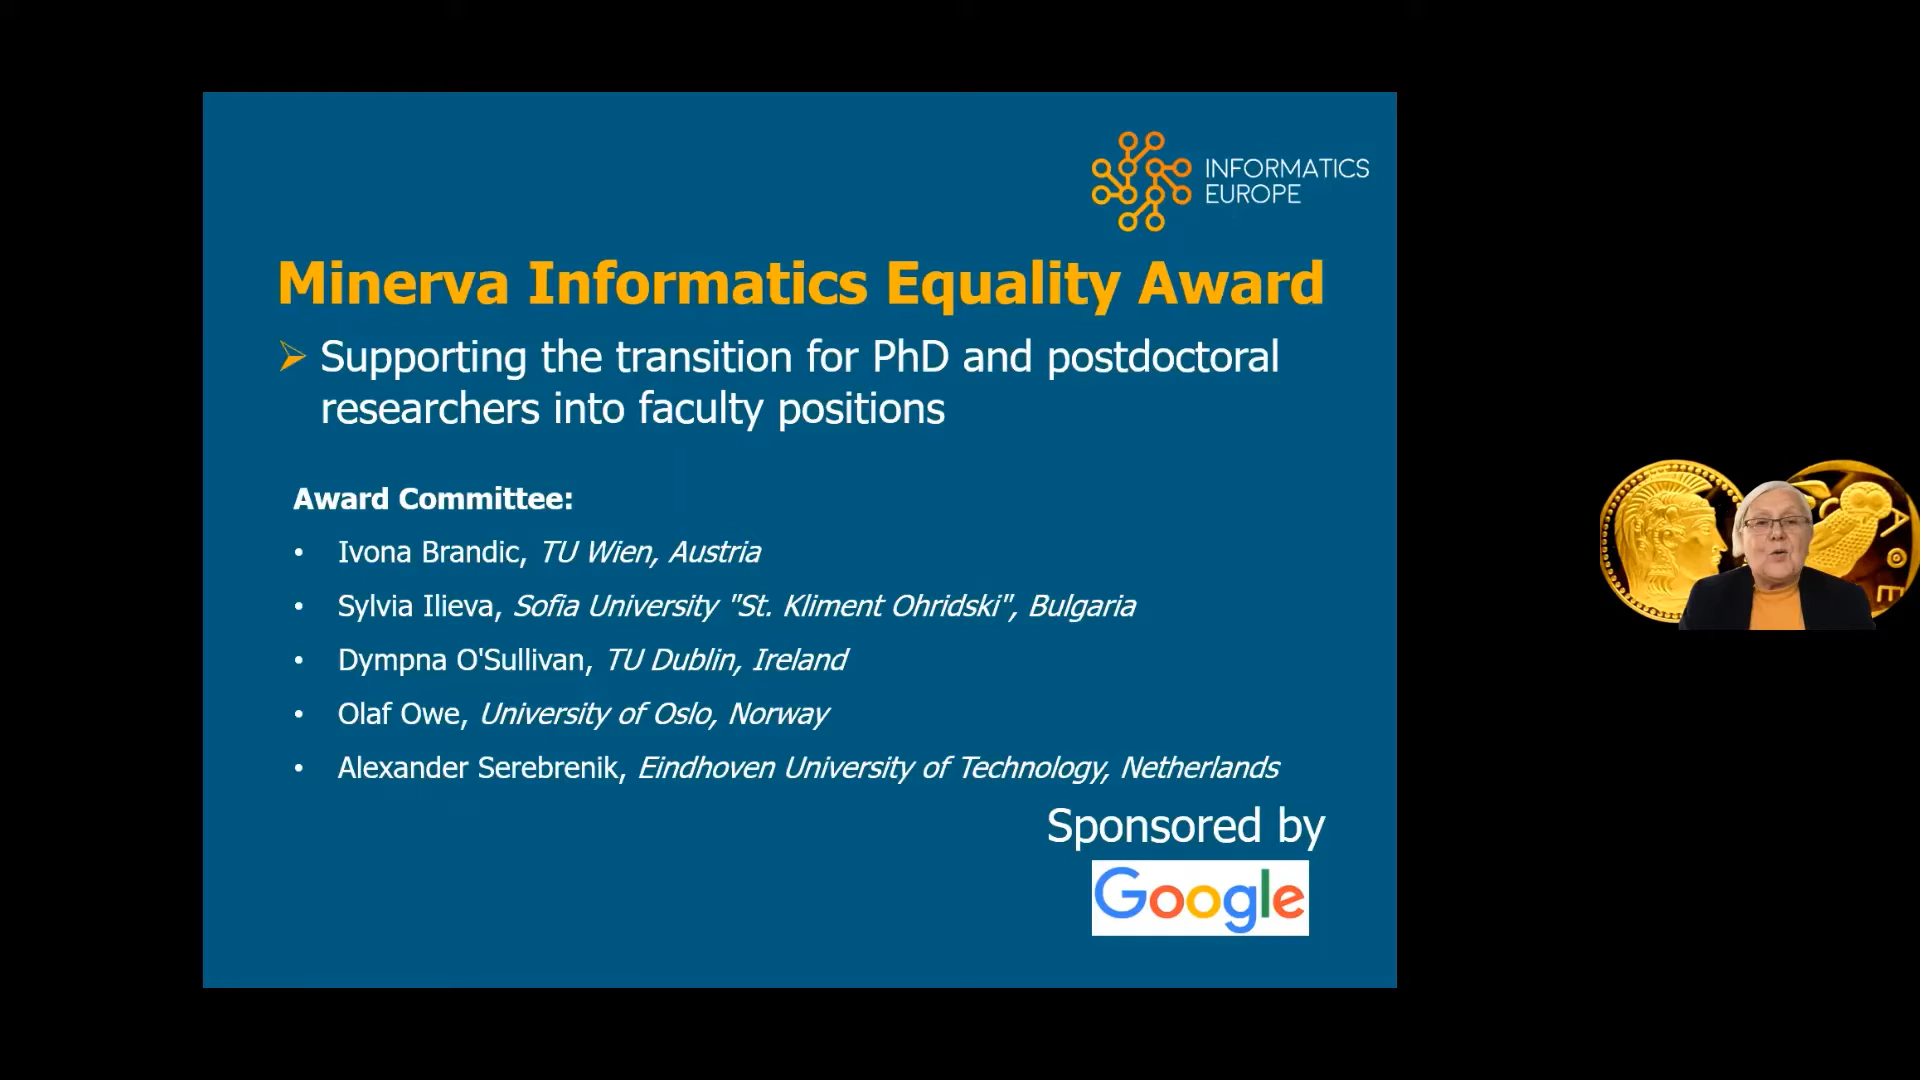 INFORMATICS
EUROPE
Minerva Informatics Equality Award
Supporting the transition for PhD and postdoctoral
researchers into faculty positions
Award Committee:
• Ivona Brandic, TU Wien, Austria
• Sylvia Ilieva, Sofia University "St. Kliment Ohridski", Bulgaria
• Dympna O'Sullivan, TU Dublin, Ireland
• Olaf Owe, University of Oslo, Norway
• Alexander Serebrenik, Eindhoven University of Technology, Netherlands
Sponsored by
Google
Α
Θ
Ε